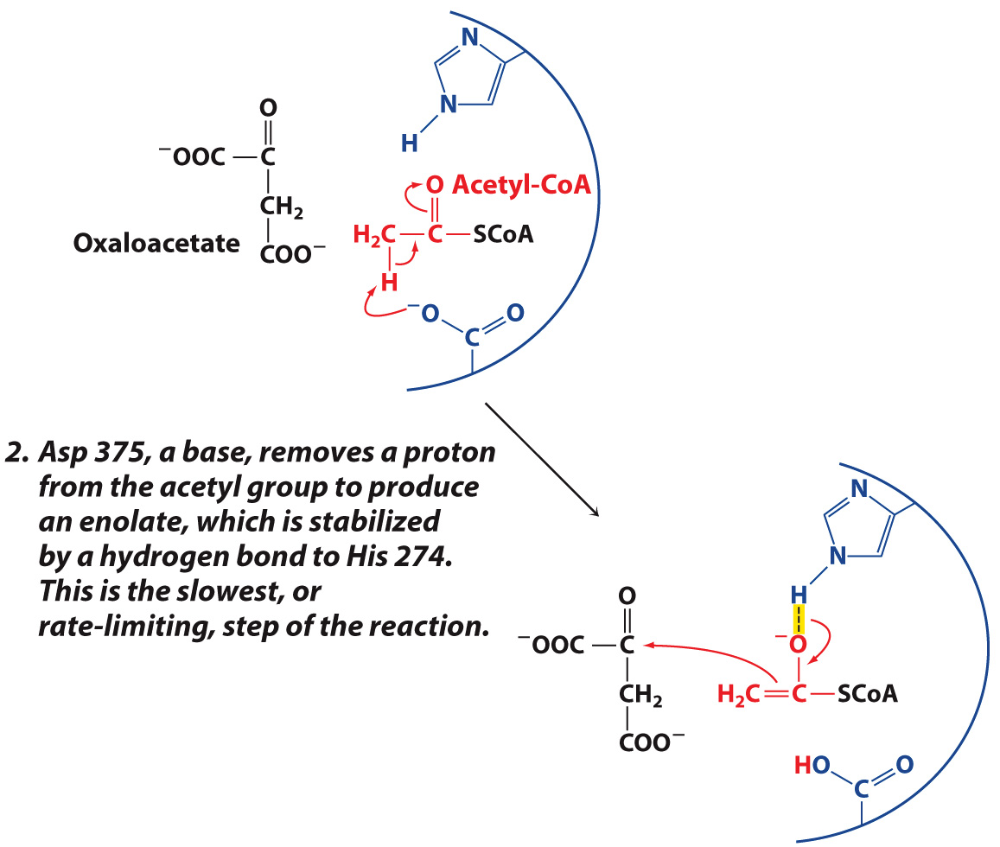 N
N
H
O
⁻OOC — C
CH₂
COO⁻
Oxaloacetate
O Acetyl-CoA
H₂C — C — SCoA
H
⁻O
O
C
2. Asp 375, a base, removes a proton
from the acetyl group to produce
an enolate, which is stabilized
by a hydrogen bond to His 274.
This is the slowest, or
rate-limiting, step of the reaction.
N
N
H
O
⁻OOC — C
CH₂
COO⁻
⁻O
H₂C=C — SCoA
HO
O
C